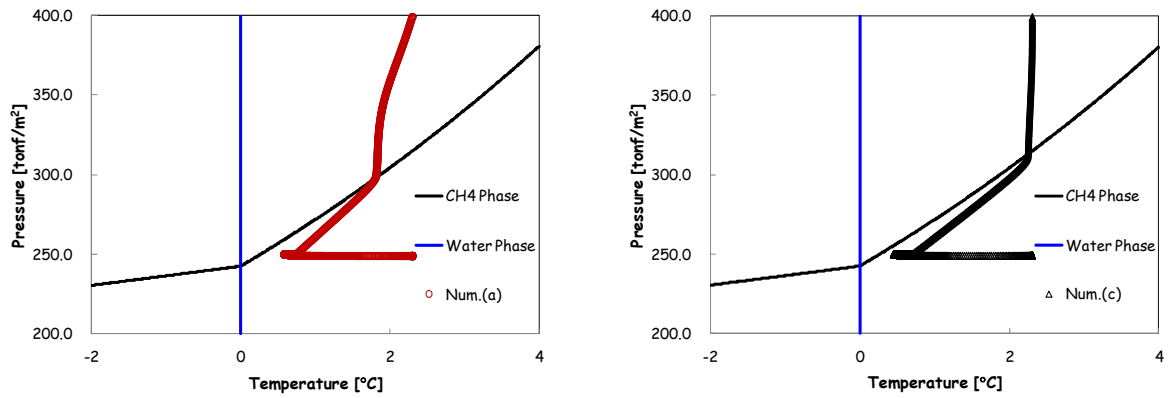 400.0
350.0
300.0
250.0
200.0
Pressure [tonf/m²]
-2 0 2 4
Temperature [°C]
CH4 Phase
Water Phase
Num.(a)
400.0
350.0
300.0
250.0
200.0
Pressure [tonf/m²]
-2 0 2 4
Temperature [°C]
CH4 Phase
Water Phase
Num.(c)